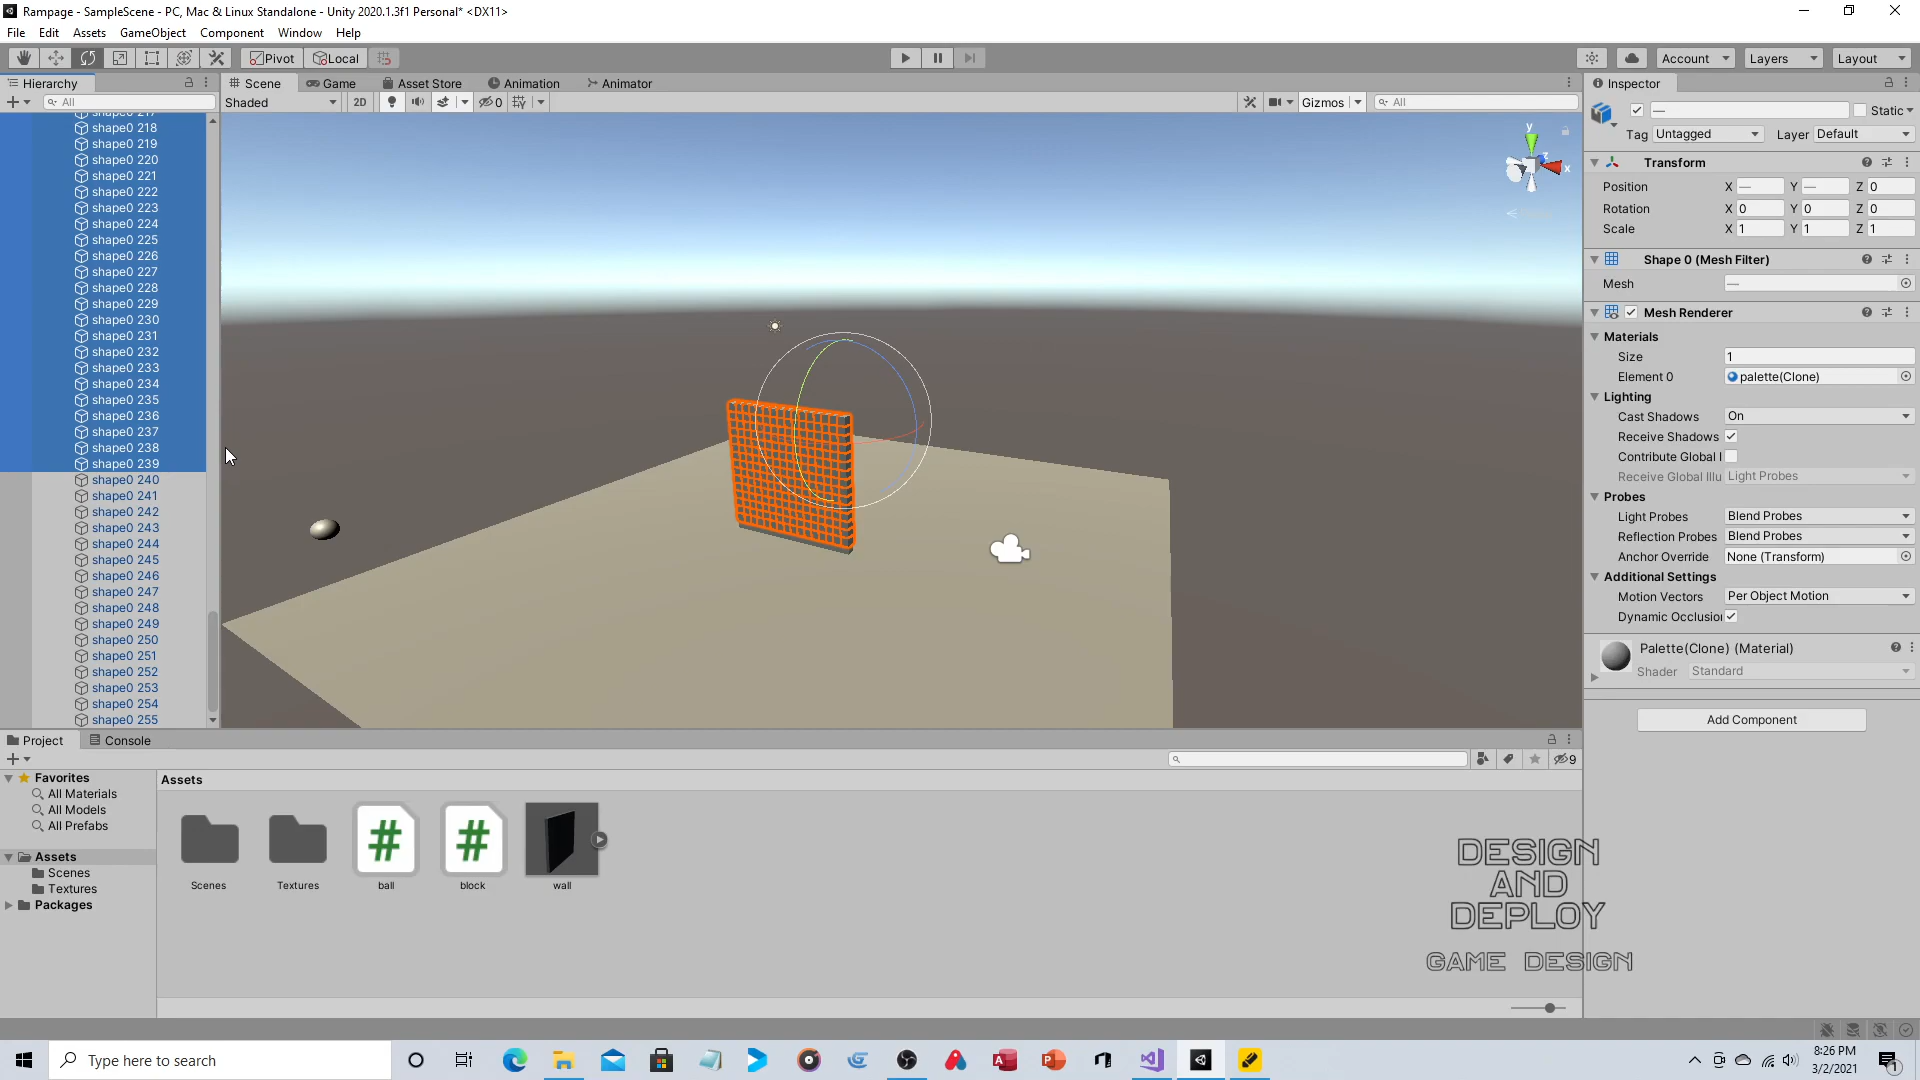 Rampage - SampleScene - PC, Mac & Linux Standalone - Unity 2020.1.3f1 Personal* <DX11>
File Edit Assets GameObject Component Window Help
Pivot Local Account Layers Layout
Hierarchy
All
shape0 217
shape0 218
shape0 219
shape0 220
shape0 221
shape0 222
shape0 223
shape0 224
shape0 225
shape0 226
shape0 227
shape0 228
shape0 229
shape0 230
shape0 231
shape0 232
shape0 233
shape0 234
shape0 235
shape0 236
shape0 237
shape0 238
shape0 239
shape0 240
shape0 241
shape0 242
shape0 243
shape0 244
shape0 245
shape0 246
shape0 247
shape0 248
shape0 249
shape0 250
shape0 251
shape0 252
shape0 253
shape0 254
shape0 255
Scene Game Asset Store Animation Animator
Shaded 2D 0 Gizmos All
y
x
z
Inspector
— Static
Tag Untagged Layer Default
Transform
Position X — Y — Z 0
Rotation X 0 Y 0 Z 0
Scale X 1 Y 1 Z 1
Shape 0 (Mesh Filter)
Mesh —
Mesh Renderer
Materials
Size 1
Element 0 palette(Clone)
Lighting
Cast Shadows On
Receive Shadows
Contribute Global I
Receive Global Illu Light Probes
Probes
Light Probes Blend Probes
Reflection Probes Blend Probes
Anchor Override None (Transform)
Additional Settings
Motion Vectors Per Object Motion
Dynamic Occlusion
Palette(Clone) (Material)
Shader Standard
Add Component
Project Console
9
Favorites
All Materials
All Models
All Prefabs
Assets
Scenes
Textures
Packages
Assets
Scenes Textures ball block wall
DESIGN
AND
DEPLOY
GAME DESIGN
Type here to search
8:26 PM
3/2/2021
1